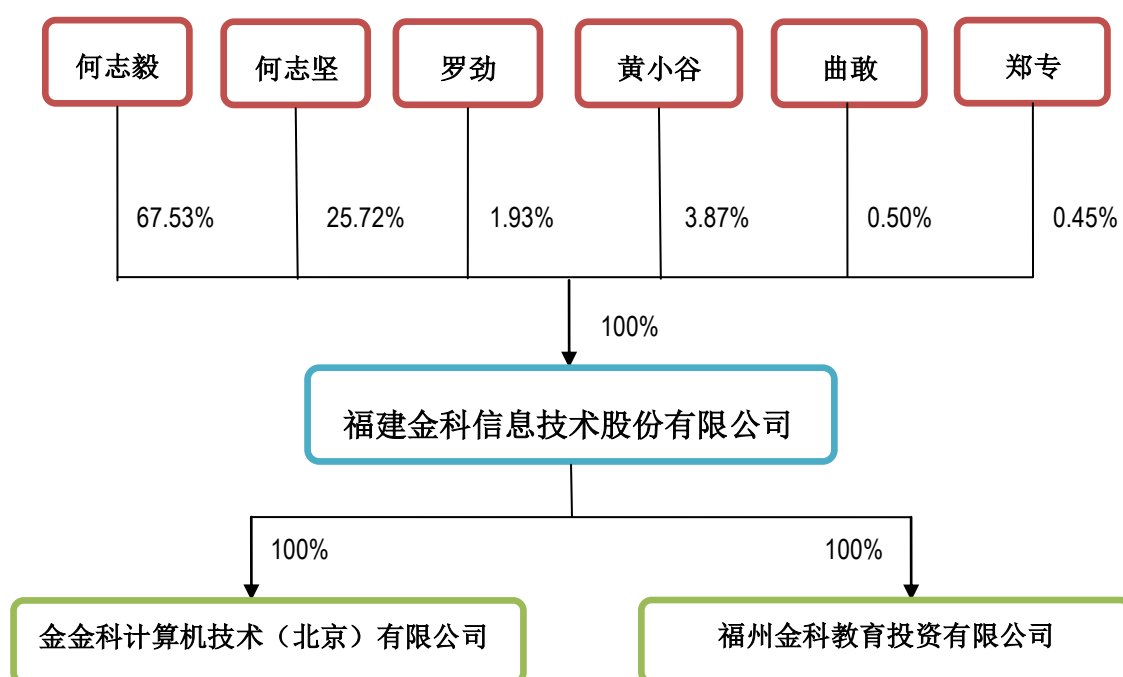 何志毅
何志坚
罗劲
黄小谷
曲敢
郑专
67.53%
25.72%
1.93%
3.87%
0.50%
0.45%
100%
福建金科信息技术股份有限公司
100%
100%
金金科计算机技术（北京）有限公司
福州金科教育投资有限公司